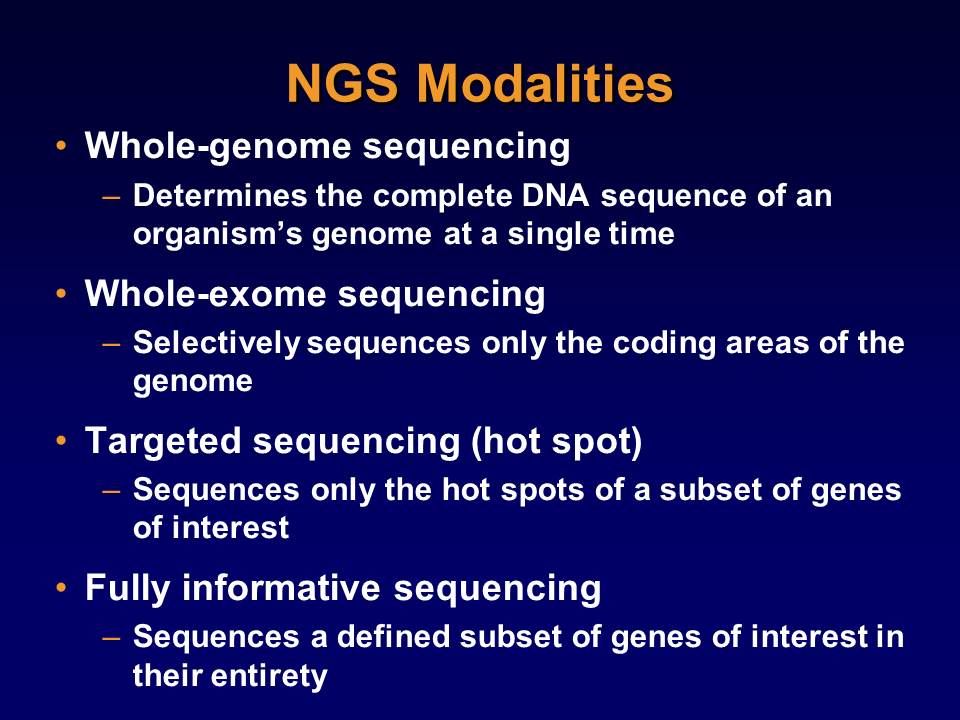 NGS Modalities
• Whole-genome sequencing
– Determines the complete DNA sequence of an
organism’s genome at a single time
• Whole-exome sequencing
– Selectively sequences only the coding areas of the
genome
• Targeted sequencing (hot spot)
– Sequences only the hot spots of a subset of genes
of interest
• Fully informative sequencing
– Sequences a defined subset of genes of interest in
their entirety